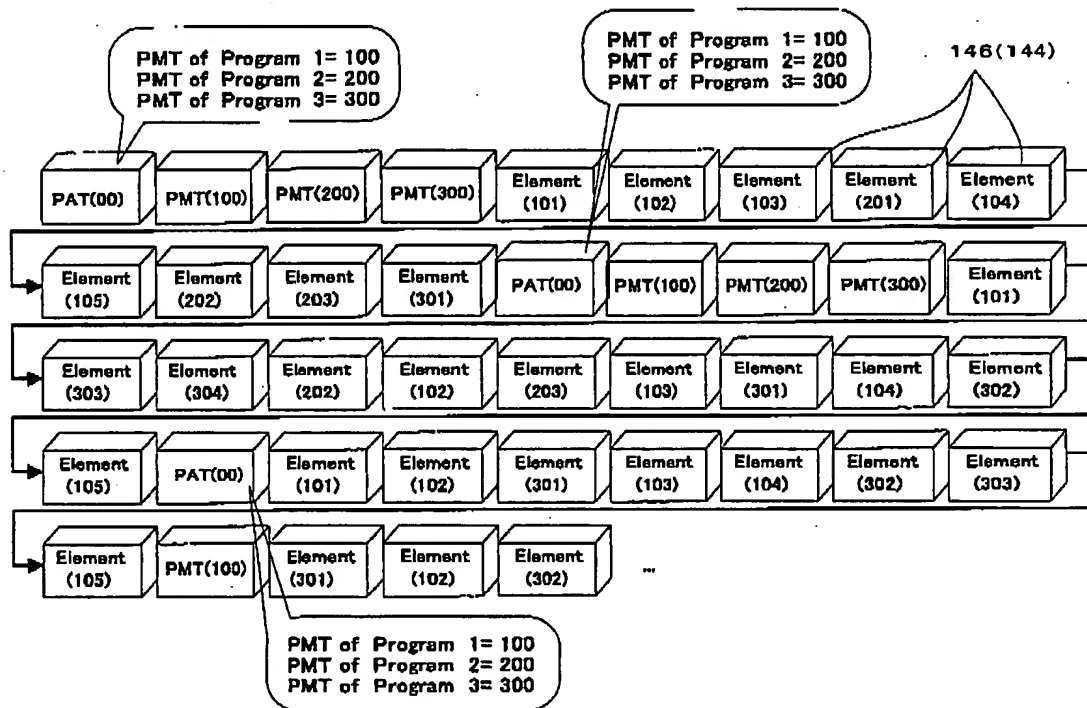 PMT of Program 1= 100
PMT of Program 2= 200
PMT of Program 3= 300
PMT of Program 1= 100
PMT of Program 2= 200
PMT of Program 3= 300
146(144)
PAT(00)
PMT(100)
PMT(200)
PMT(300)
Element
(101)
Element
(102)
Element
(103)
Element
(201)
Element
(104)
Element
(105)
Element
(202)
Element
(203)
Element
(301)
PAT(00)
PMT(100)
PMT(200)
PMT(300)
Element
(101)
Element
(303)
Element
(304)
Element
(202)
Element
(102)
Element
(203)
Element
(103)
Element
(301)
Element
(104)
Element
(302)
Element
(105)
PAT(00)
Element
(101)
Element
(102)
Element
(301)
Element
(103)
Element
(104)
Element
(302)
Element
(303)
Element
(105)
PMT(100)
Element
(301)
Element
(102)
Element
(302)
...
PMT of Program 1= 100
PMT of Program 2= 200
PMT of Program 3= 300